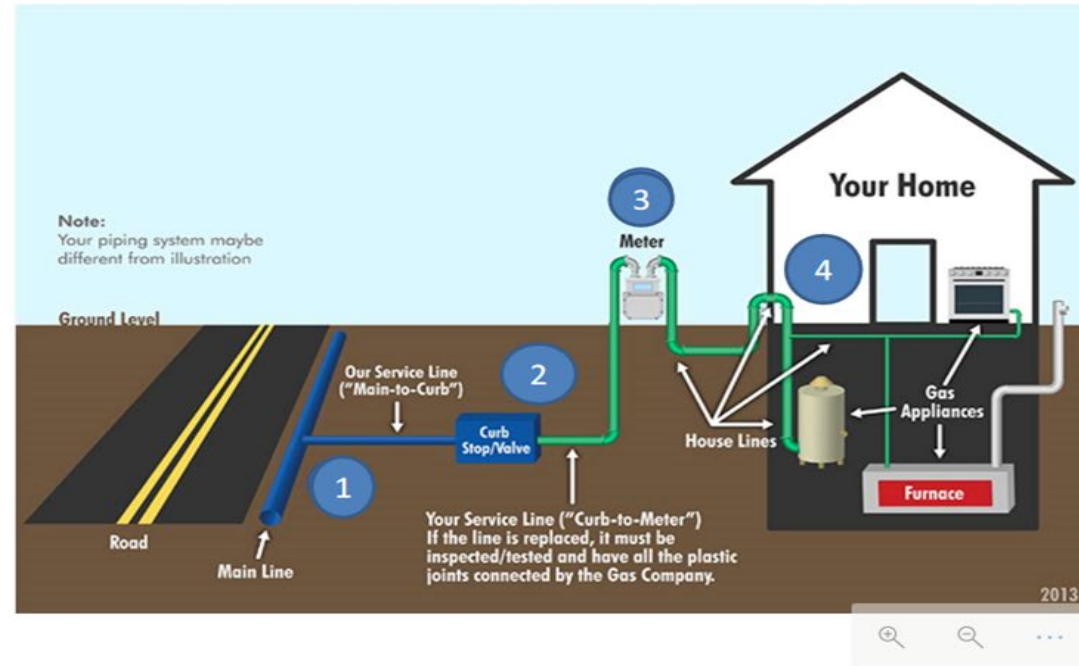 Your Home
3
Meter
4
Note:
Your piping system maybe
different from illustration
Ground Level
Our Service Line
("Main-to-Curb")
2
Curb
Stop/Valve
House Lines
Gas
Appliances
1
Furnace
Road
Main Line
Your Service Line ("Curb-to-Meter")
If the line is replaced, it must be
inspected/tested and have all the plastic
joints connected by the Gas Company.
2013